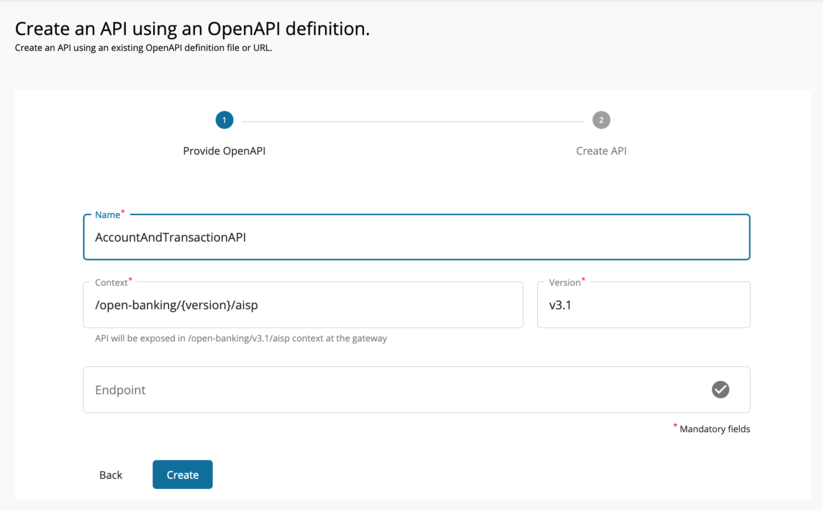 Create an API using an OpenAPI definition.
Create an API using an existing OpenAPI definition file or URL.
1 2
Provide OpenAPI Create API
Name*
AccountAndTransactionAPI
Context* Version*
/open-banking/{version}/aisp v3.1
API will be exposed in /open-banking/v3.1/aisp context at the gateway
Endpoint
* Mandatory fields
Back Create